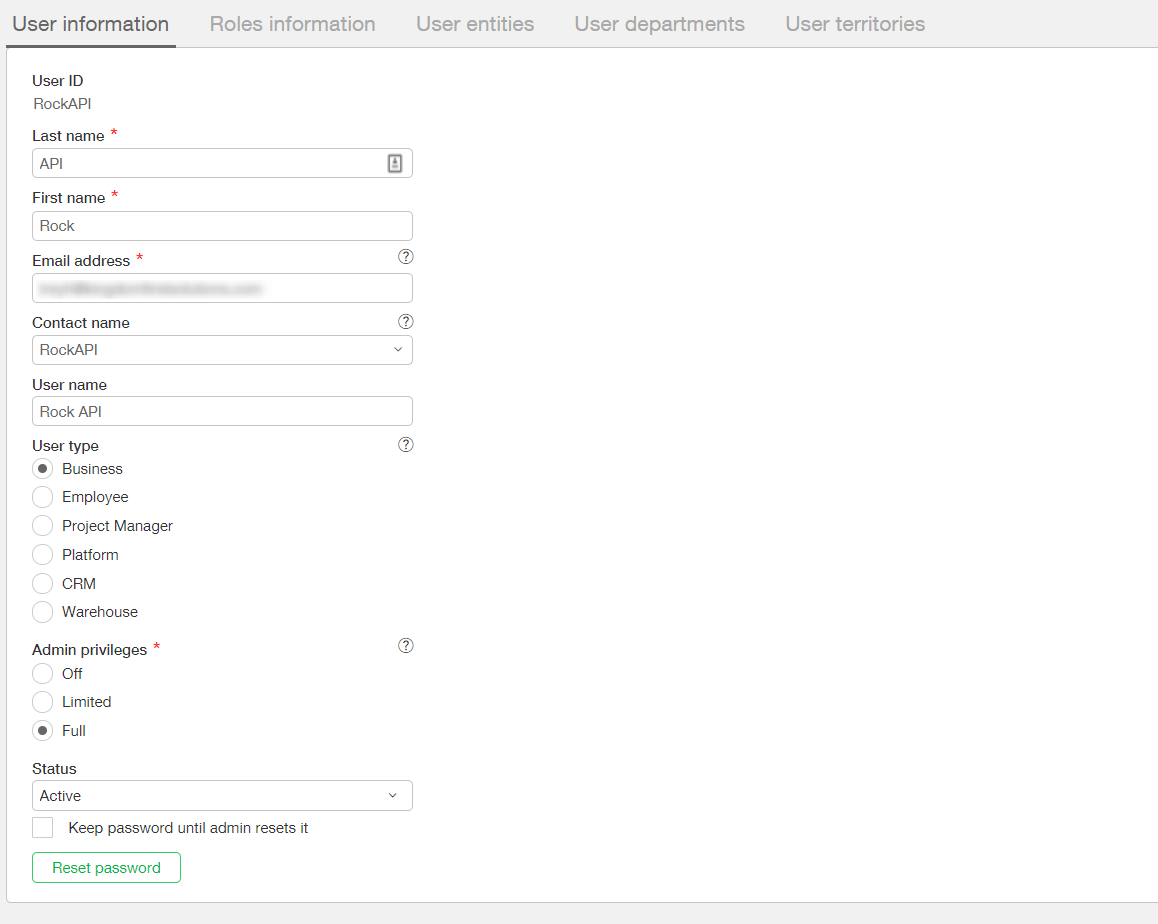 User information Roles information User entities User departments User territories
User ID
RockAPI
Last name *
API
First name *
Rock
Email address * ?
Contact name ?
RockAPI
User name
Rock API
User type ?
Business
Employee
Project Manager
Platform
CRM
Warehouse
Admin privileges * ?
Off
Limited
Full
Status
Active
Keep password until admin resets it
Reset password